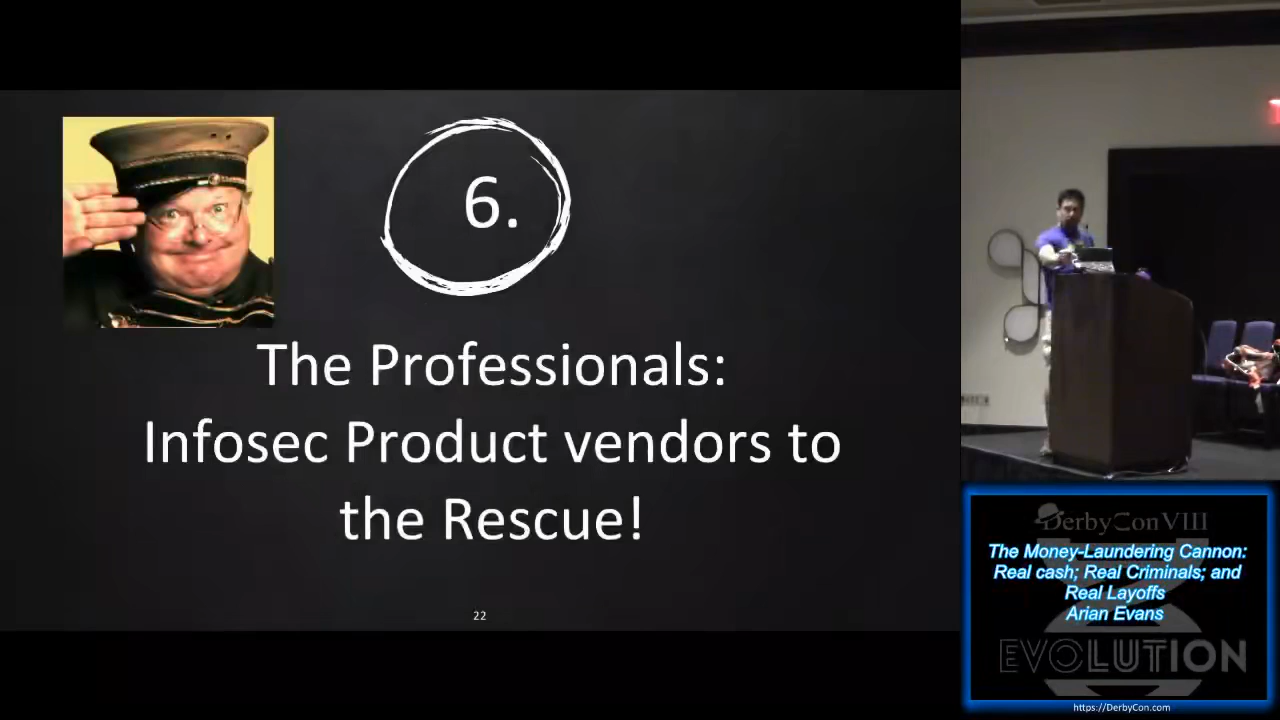 6.
The Professionals:
Infosec Product vendors to
the Rescue!
22
DerbyCon VIII
The Money-Laundering Cannon:
Real cash; Real Criminals; and
Real Layoffs
Arian Evans
EVOLUTION
https://DerbyCon.com